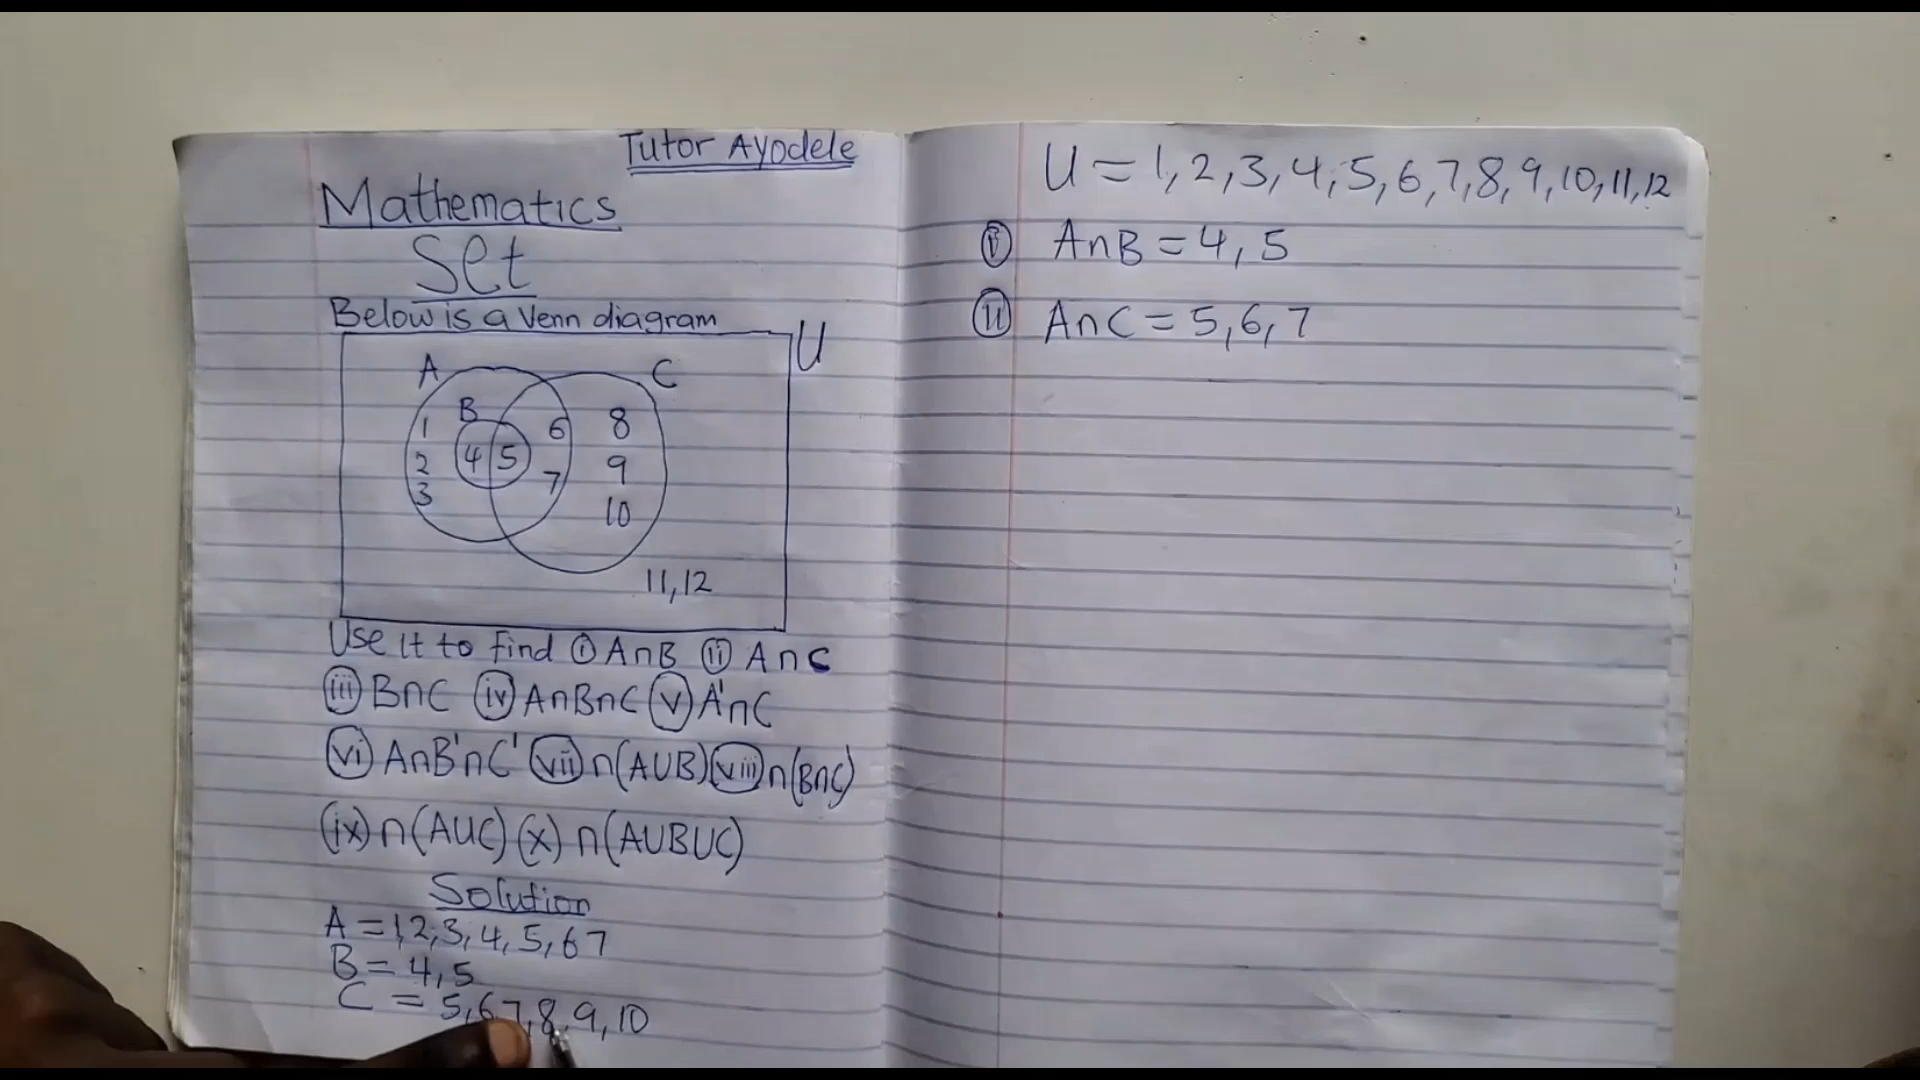 Tutor Ayodele
Mathematics
Set
Below is a Venn diagram
U
A
C
B
1
6
8
4
5
2
9
7
3
10
11,12
Use it to find (i) A∩B (ii) A∩C
(iii) B∩C (iv) A∩B∩C (v) A'∩C
(vi) A∩B'∩C' (vii) n(AUB) (viii) n(B∩C)
(ix) n(AUC) (x) n(AUBUC)
Solution
A = 1,2,3,4,5,6 7
B = 4,5
C = 5,6,7,8,9,10
U = 1,2,3,4,5,6,7,8,9,10,11,12
(i) A∩B = 4,5
(ii) A∩C = 5,6,7